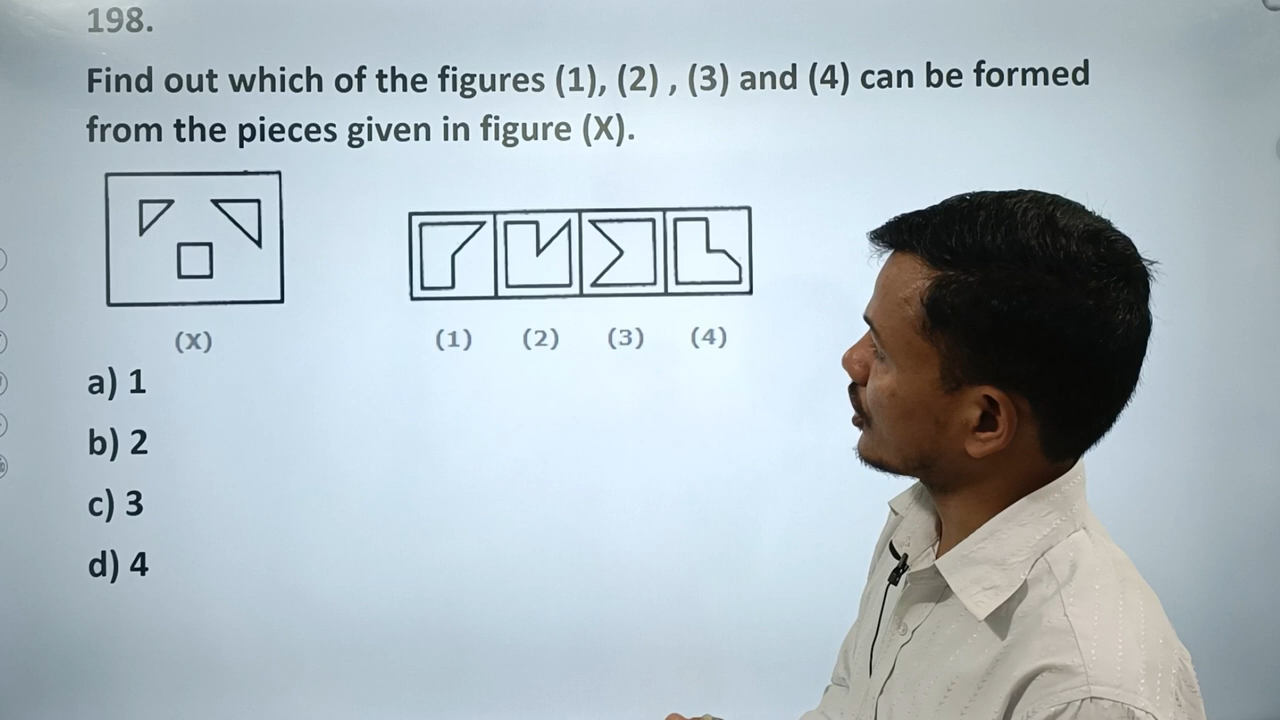 198.
Find out which of the figures (1), (2) , (3) and (4) can be formed
from the pieces given in figure (X).
(X)
(1) (2) (3) (4)
a) 1
b) 2
c) 3
d) 4